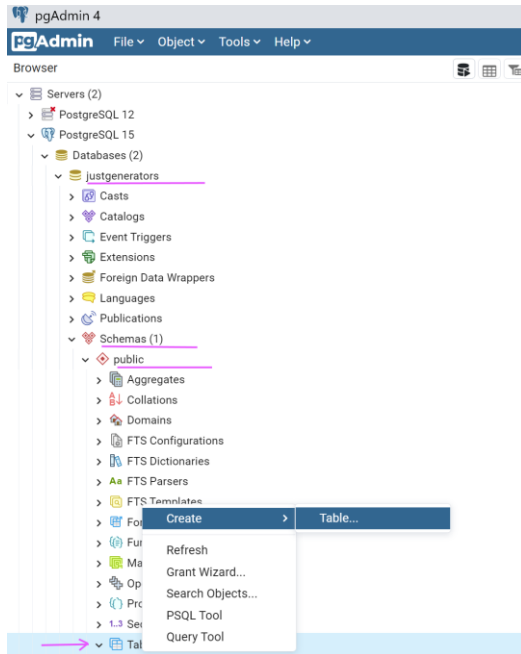 pgAdmin 4
pgAdmin File Object Tools Help
Browser
Servers (2)
PostgreSQL 12
PostgreSQL 15
Databases (2)
justgenerators
Casts
Catalogs
Event Triggers
Extensions
Foreign Data Wrappers
Languages
Publications
Schemas (1)
public
Aggregates
Collations
Domains
FTS Configurations
FTS Dictionaries
Aa FTS Parsers
FTS Templates
Create
Table...
Refresh
Grant Wizard...
Search Objects...
PSQL Tool
Query Tool